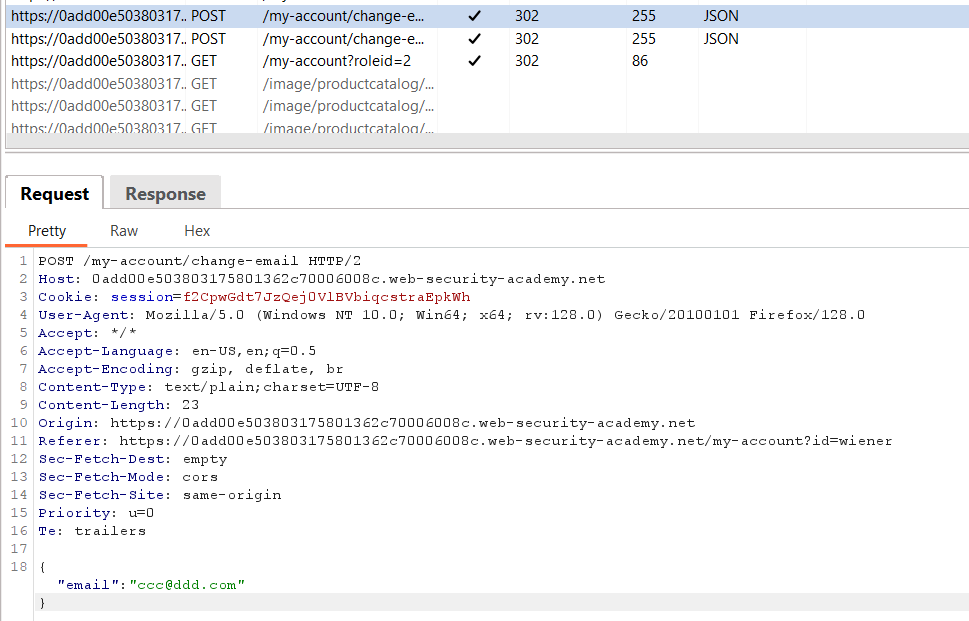 https://0add00e50380317... POST /my-account/change-e... ✓ 302 255 JSON
https://0add00e50380317... POST /my-account/change-e... ✓ 302 255 JSON
https://0add00e50380317... GET /my-account?roleid=2 ✓ 302 86
https://0add00e50380317... GET /image/productcatalog/...
https://0add00e50380317... GET /image/productcatalog/...
https://0add00e50380317... GET /image/productcatalog/...
Request Response
Pretty Raw Hex
1 POST /my-account/change-email HTTP/2
2 Host: 0add00e503803175801362c70006008c.web-security-academy.net
3 Cookie: session=f2CpwGdt7JzQej0VlBVbiqcstraEpkWh
4 User-Agent: Mozilla/5.0 (Windows NT 10.0; Win64; x64; rv:128.0) Gecko/20100101 Firefox/128.0
5 Accept: */*
6 Accept-Language: en-US,en;q=0.5
7 Accept-Encoding: gzip, deflate, br
8 Content-Type: text/plain;charset=UTF-8
9 Content-Length: 23
10 Origin: https://0add00e503803175801362c70006008c.web-security-academy.net
11 Referer: https://0add00e503803175801362c70006008c.web-security-academy.net/my-account?id=wiener
12 Sec-Fetch-Dest: empty
13 Sec-Fetch-Mode: cors
14 Sec-Fetch-Site: same-origin
15 Priority: u=0
16 Te: trailers
17
18 {
"email":"ccc@ddd.com"
}